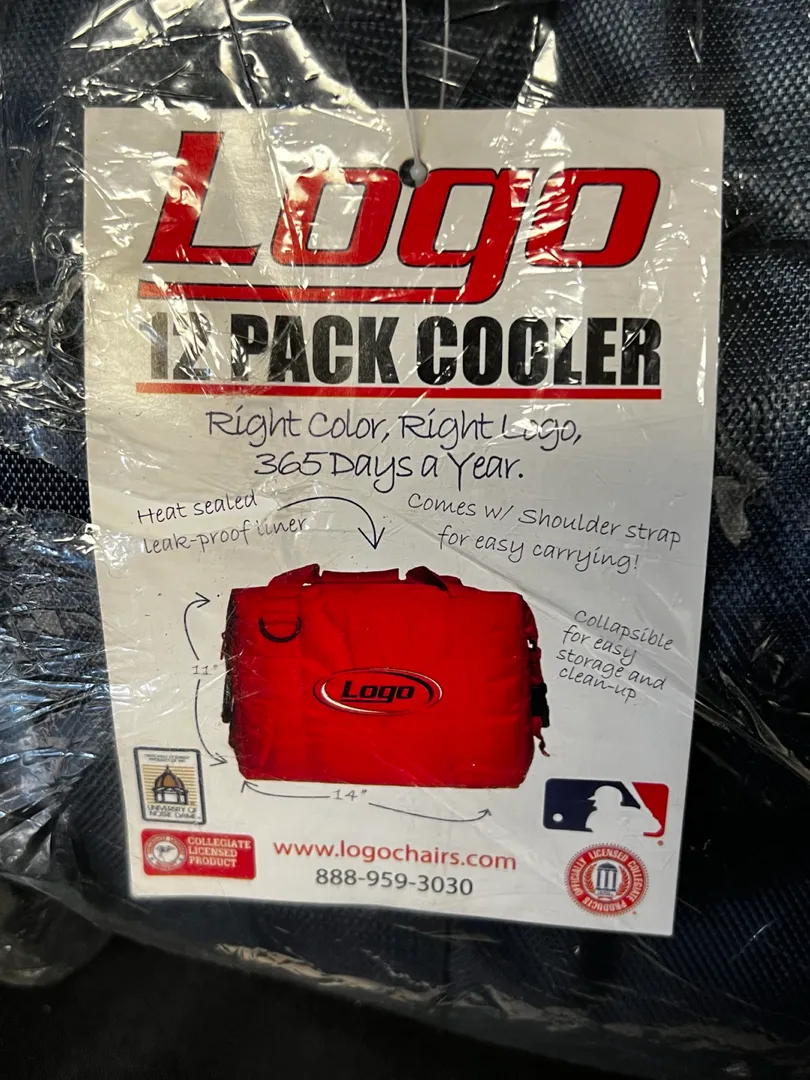 Logo
12 PACK COOLER
Right Color, Right Logo,
365 Days a Year.
Heat sealed
leak-proof liner
Comes w/ Shoulder strap
for easy carrying!
Collapsible
for easy
storage and
clean-up
11"
Logo
14"
UNIVERSITY OF
NOTRE DAME
COLLEGIATE
LICENSED
PRODUCT
www.logochairs.com
888-959-3030
OFFICIALLY LICENSED COLLEGIATE PRODUCTS